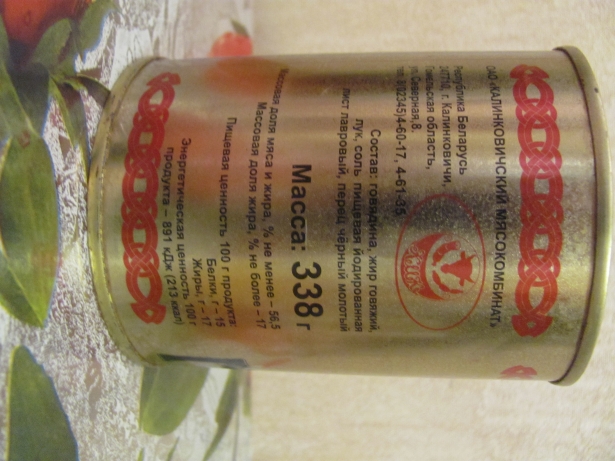 ОАО «КАЛИНКОВИЧСКИЙ МЯСОКОМБИНАТ»
Республика Беларусь
247710, г. Калинковичи,
Гомельская область,
ул. Северная, 8,
тел. 8(02345)4-60-17, 4-61-35
Состав: говядина, жир говяжий,
лук, соль пищевая йодированная
лист лавровый, перец чёрный молотый
Масса: 338 г
Массовая доля мяса и жира, % не менее – 56,5
Массовая доля жира, % не более – 17
Пищевая ценность 100 г продукта:
Белки, г – 15
Жиры, г – 17
Энергетическая ценность 100 г
продукта – 891 кДж (213 ккал)